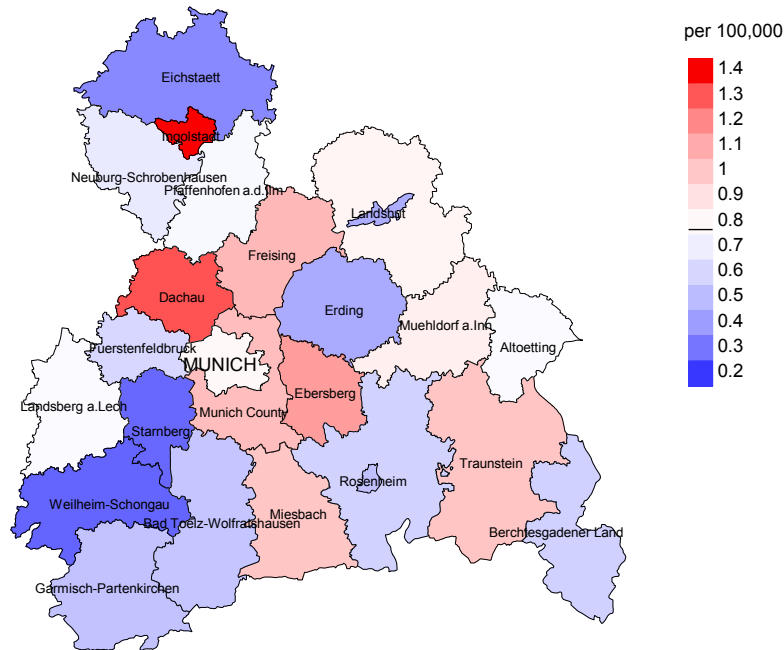 per 100,000
1.4
1.3
1.2
1.1
1
0.9
0.8
0.7
0.6
0.5
0.4
0.3
0.2
Eichstaett
Ingolstadt
Neuburg-Schrobenhausen
Pfaffenhofen a.d.Ilm
Landshut
Freising
Dachau
Erding
Muehldorf a.Inn
Altoetting
Fuerstenfeldbruck
MUNICH
Ebersberg
Landsberg a.Lech
Munich County
Starnberg
Traunstein
Rosenheim
Weilheim-Schongau
Miesbach
Bad Toelz-Wolfratshausen
Berchtesgadener Land
Garmisch-Partenkirchen